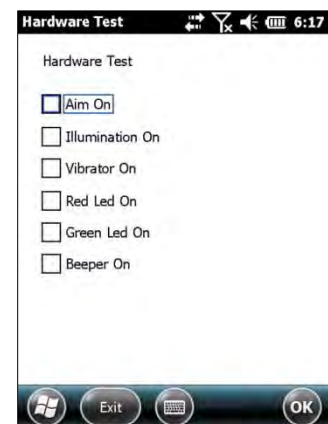 Hardware Test 6:17
Hardware Test
Aim On
Illumination On
Vibrator On
Red Led On
Green Led On
Beeper On
Exit OK